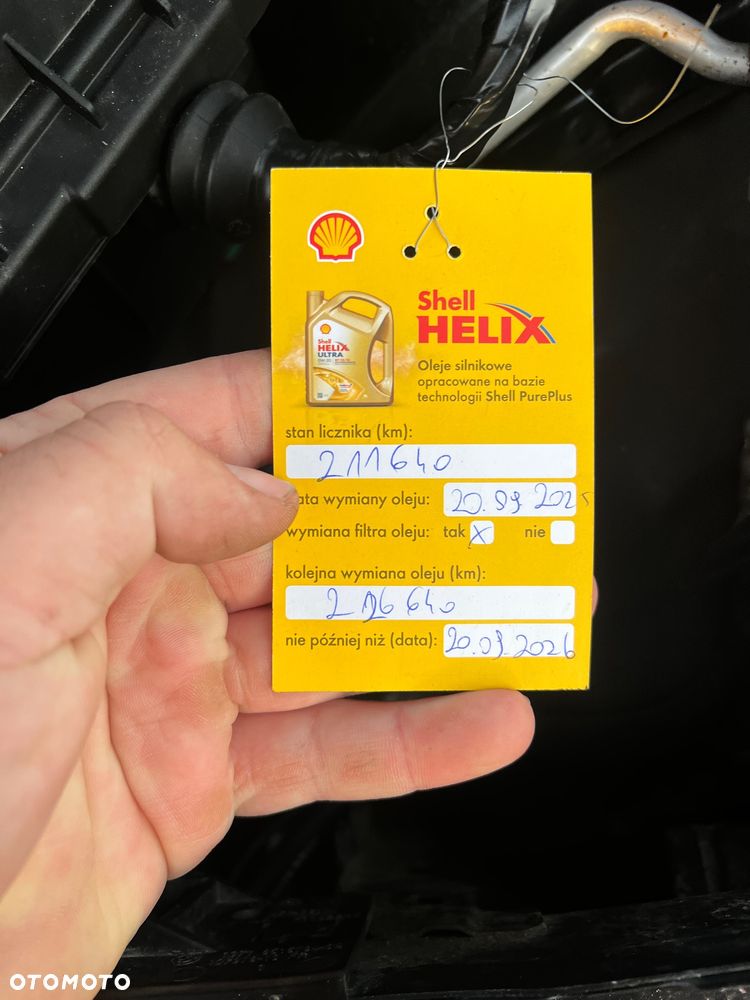 Shell
HELIX
Shell
HELIX
ULTRA
Oleje silnikowe
opracowane na bazie
technologii Shell PurePlus
stan licznika (km):
211640
wymiany oleju: 20.09.2025
wymiana filtra oleju: tak X nie
kolejna wymiana oleju (km):
640
nie później niż (data): 20.09.2026
OTOMOTO